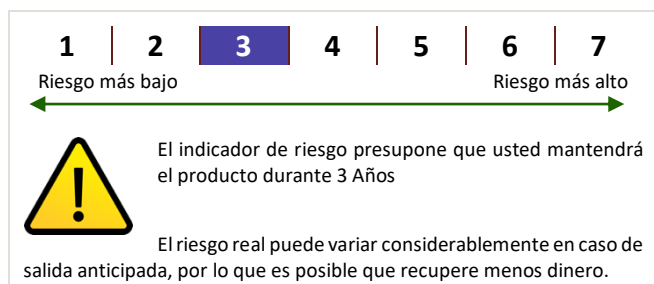 1 2 3 4 5 6 7
Riesgo más bajo Riesgo más alto
El indicador de riesgo presupone que usted mantendrá
el producto durante 3 Años
El riesgo real puede variar considerablemente en caso de
salida anticipada, por lo que es posible que recupere menos dinero.